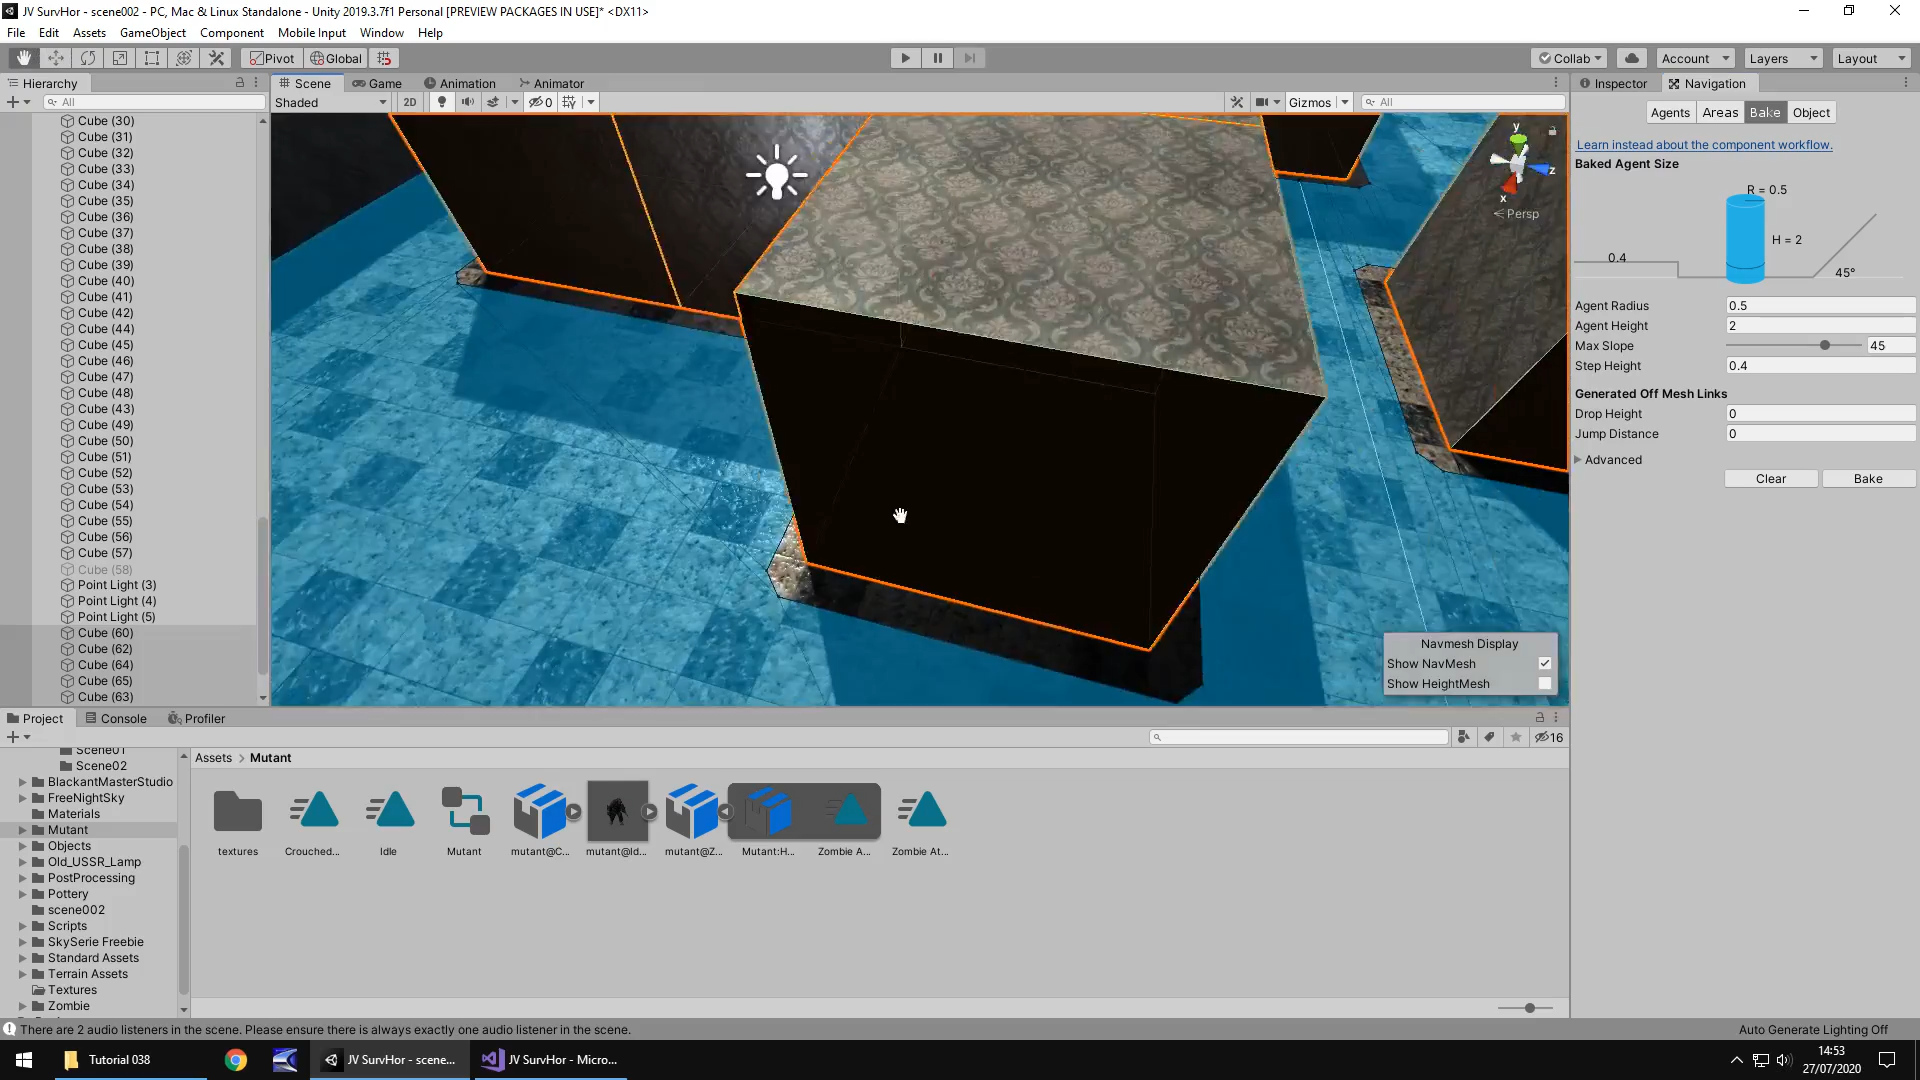 JV SurvHor - scene002 - PC, Mac & Linux Standalone - Unity 2019.3.7f1 Personal [PREVIEW PACKAGES IN USE]* <DX11>
File Edit Assets GameObject Component Mobile Input Window Help
Pivot Global Collab Account Layers Layout
Hierarchy Scene Game Animation Animator Inspector Navigation
All Shaded 2D 0 Gizmos All
Agents Areas Bake Object
Learn instead about the component workflow.
Baked Agent Size
R = 0.5
H = 2
0.4
45°
Agent Radius 0.5
Agent Height 2
Max Slope 45
Step Height 0.4
Generated Off Mesh Links
Drop Height 0
Jump Distance 0
Advanced
Clear Bake
y
z
x
Persp
Navmesh Display
Show NavMesh
Show HeightMesh
Cube (30)
Cube (31)
Cube (32)
Cube (33)
Cube (34)
Cube (35)
Cube (36)
Cube (37)
Cube (38)
Cube (39)
Cube (40)
Cube (41)
Cube (42)
Cube (44)
Cube (45)
Cube (46)
Cube (47)
Cube (48)
Cube (43)
Cube (49)
Cube (50)
Cube (51)
Cube (52)
Cube (53)
Cube (54)
Cube (55)
Cube (56)
Cube (57)
Cube (58)
Point Light (3)
Point Light (4)
Point Light (5)
Cube (60)
Cube (62)
Cube (64)
Cube (65)
Cube (63)
Project Console Profiler
16
Scene01
Scene02
BlackantMasterStudio
FreeNightSky
Materials
Mutant
Objects
Old_USSR_Lamp
PostProcessing
Pottery
scene002
Scripts
SkySerie Freebie
Standard Assets
Terrain Assets
Textures
Zombie
Assets > Mutant
textures Crouched... Idle Mutant mutant@C... mutant@Id... mutant@Z... Mutant:H... Zombie A... Zombie At...
There are 2 audio listeners in the scene. Please ensure there is always exactly one audio listener in the scene.
Auto Generate Lighting Off
Tutorial 038
JV SurvHor - scene...
JV SurvHor - Micro...
14:53
27/07/2020